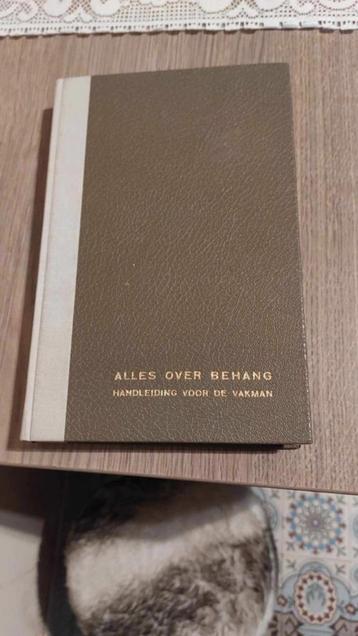 ALLES OVER BEHANG
HANDLEIDING VOOR DE VAKMAN